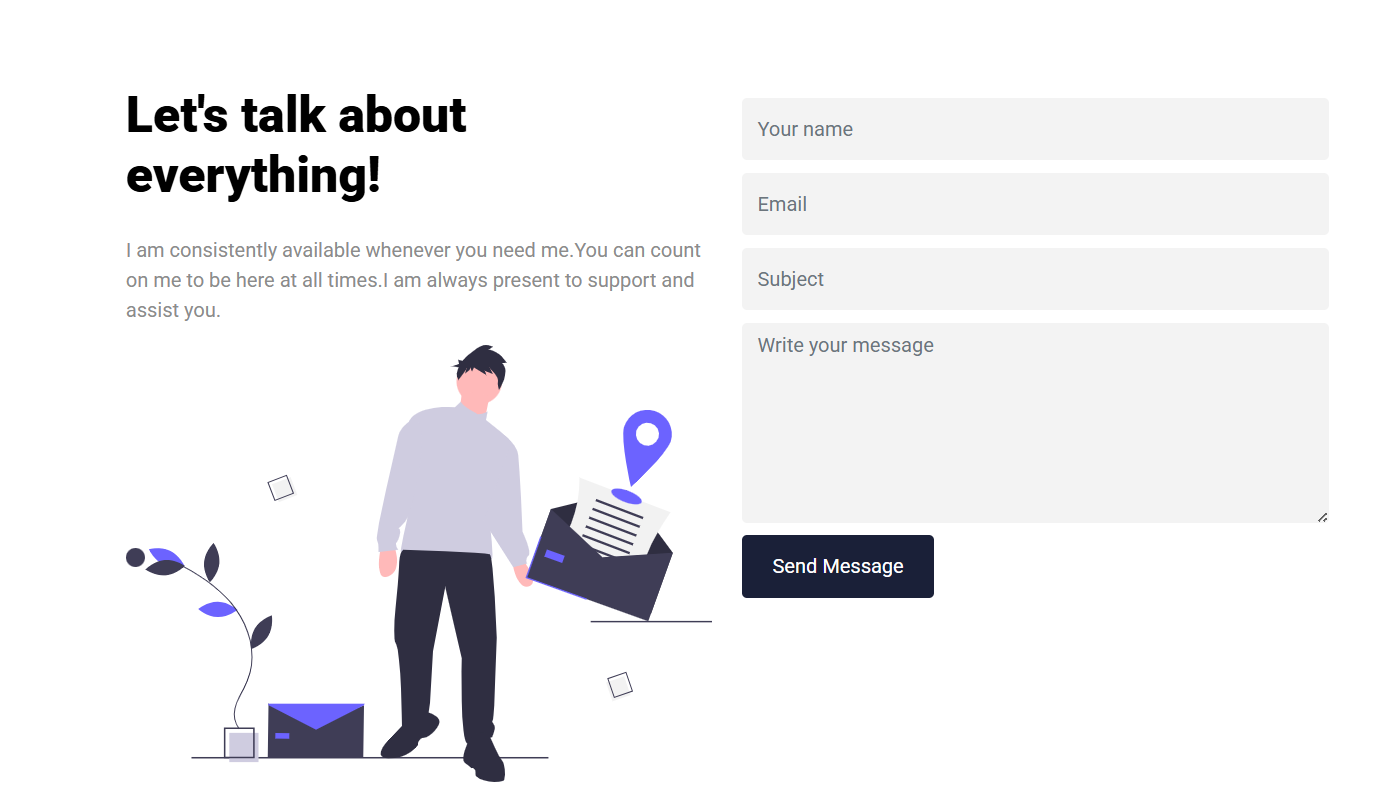 Let's talk about
everything!
I am consistently available whenever you need me.You can count
on me to be here at all times.I am always present to support and
assist you.
Your name
Email
Subject
Write your message
Send Message